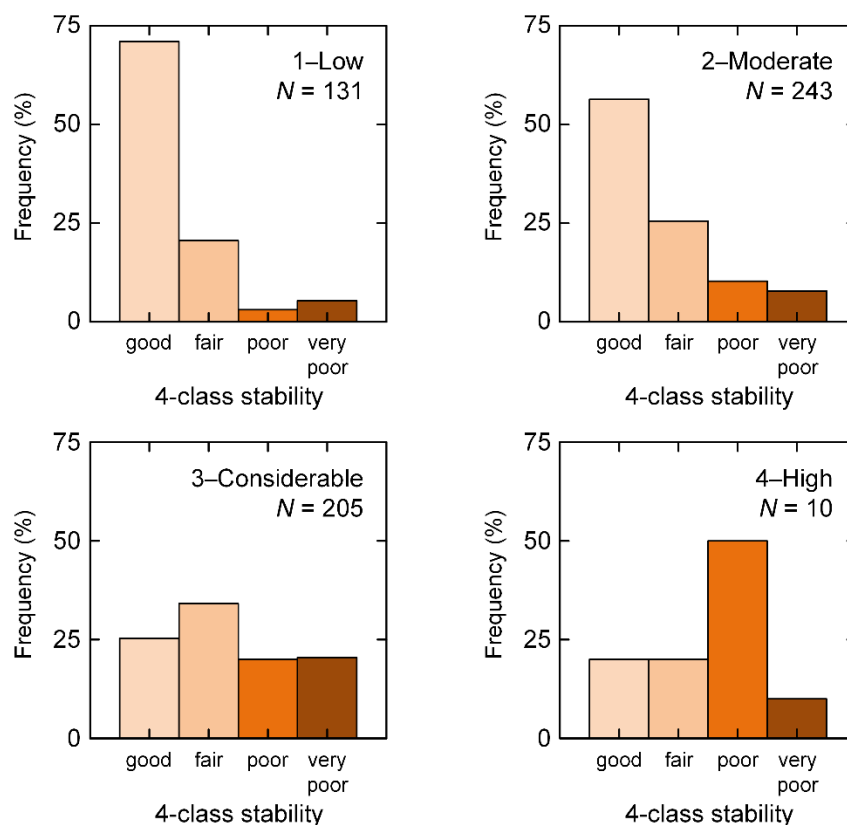 75
50
25
0
Frequency (%)
1–Low
N = 131
good fair poor very poor
4-class stability
75
50
25
0
Frequency (%)
2–Moderate
N = 243
good fair poor very poor
4-class stability
75
50
25
0
Frequency (%)
3–Considerable
N = 205
good fair poor very poor
4-class stability
75
50
25
0
Frequency (%)
4–High
N = 10
good fair poor very poor
4-class stability